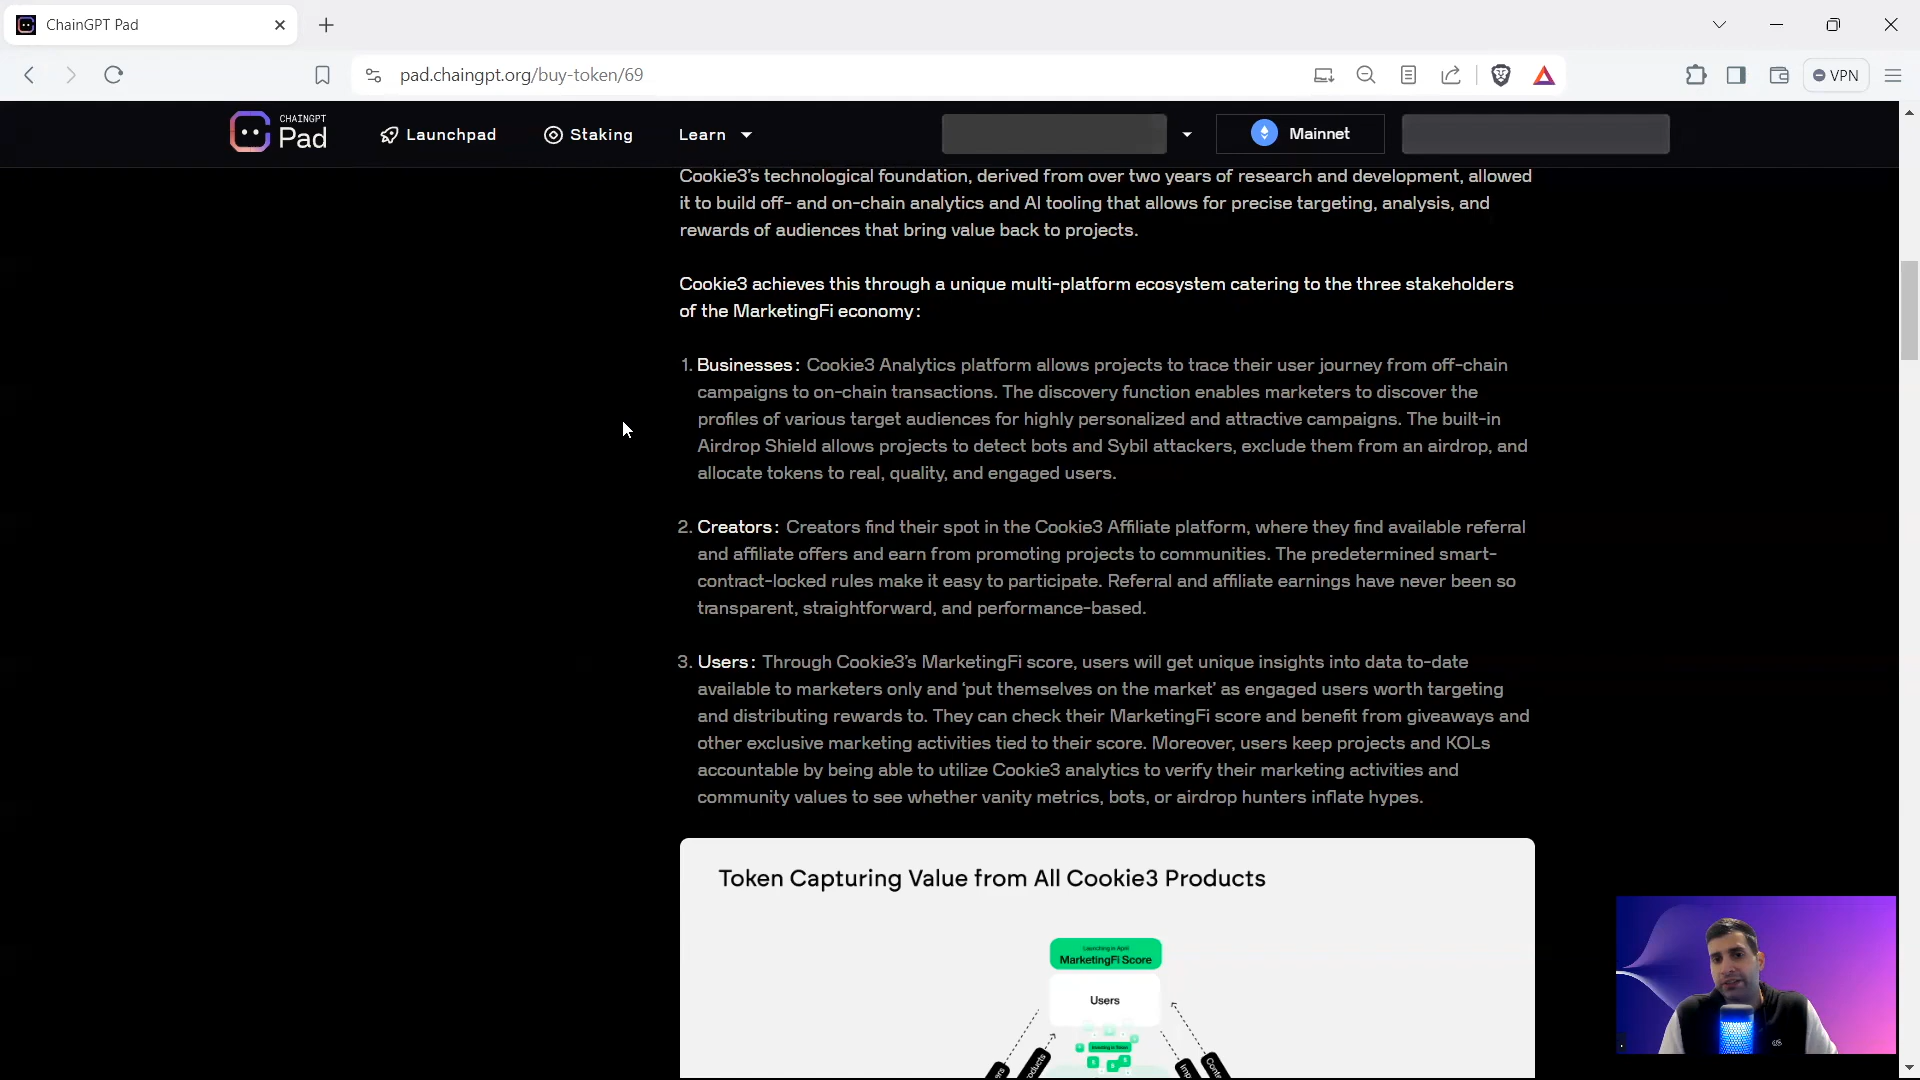 ChainGPT Pad
pad.chaingpt.org/buy-token/69
VPN
CHAINGPT
Pad
Launchpad
Staking
Learn
Mainnet
Cookie3's technological foundation, derived from over two years of research and development, allowed
it to build off- and on-chain analytics and AI tooling that allows for precise targeting, analysis, and
rewards of audiences that bring value back to projects.
Cookie3 achieves this through a unique multi-platform ecosystem catering to the three stakeholders
of the MarketingFi economy:
1. Businesses: Cookie3 Analytics platform allows projects to trace their user journey from off-chain
campaigns to on-chain transactions. The discovery function enables marketers to discover the
profiles of various target audiences for highly personalized and attractive campaigns. The built-in
Airdrop Shield allows projects to detect bots and Sybil attackers, exclude them from an airdrop, and
allocate tokens to real, quality, and engaged users.
2. Creators: Creators find their spot in the Cookie3 Affiliate platform, where they find available referral
and affiliate offers and earn from promoting projects to communities. The predetermined smart-
contract-locked rules make it easy to participate. Referral and affiliate earnings have never been so
transparent, straightforward, and performance-based.
3. Users: Through Cookie3's MarketingFi score, users will get unique insights into data to-date
available to marketers only and 'put themselves on the market' as engaged users worth targeting
and distributing rewards to. They can check their MarketingFi score and benefit from giveaways and
other exclusive marketing activities tied to their score. Moreover, users keep projects and KOLs
accountable by being able to utilize Cookie3 analytics to verify their marketing activities and
community values to see whether vanity metrics, bots, or airdrop hunters inflate hypes.
Token Capturing Value from All Cookie3 Products
Launching in April
MarketingFi Score
Users